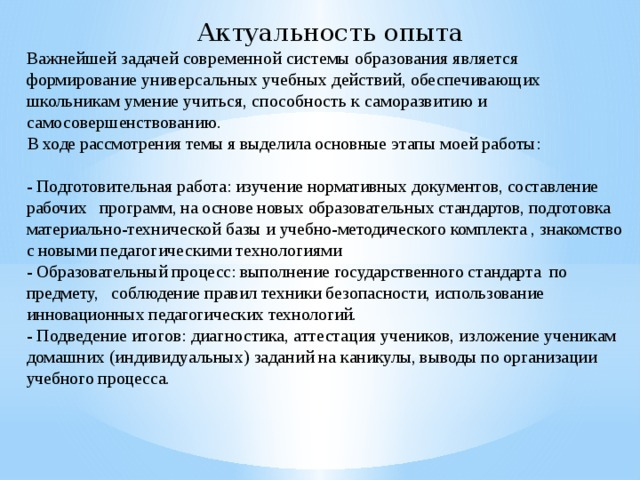 Актуальность опыта
Важнейшей задачей современной системы образования является
формирование универсальных учебных действий, обеспечивающих
школьникам умение учиться, способность к саморазвитию и
самосовершенствованию.
В ходе рассмотрения темы я выделила основные этапы моей работы:
- Подготовительная работа: изучение нормативных документов, составление
рабочих программ, на основе новых образовательных стандартов, подготовка
материально-технической базы и учебно-методического комплекта , знакомство
с новыми педагогическими технологиями
- Образовательный процесс: выполнение государственного стандарта по
предмету, соблюдение правил техники безопасности, использование
инновационных педагогических технологий.
- Подведение итогов: диагностика, аттестация учеников, изложение ученикам
домашних (индивидуальных) заданий на каникулы, выводы по организации
учебного процесса.